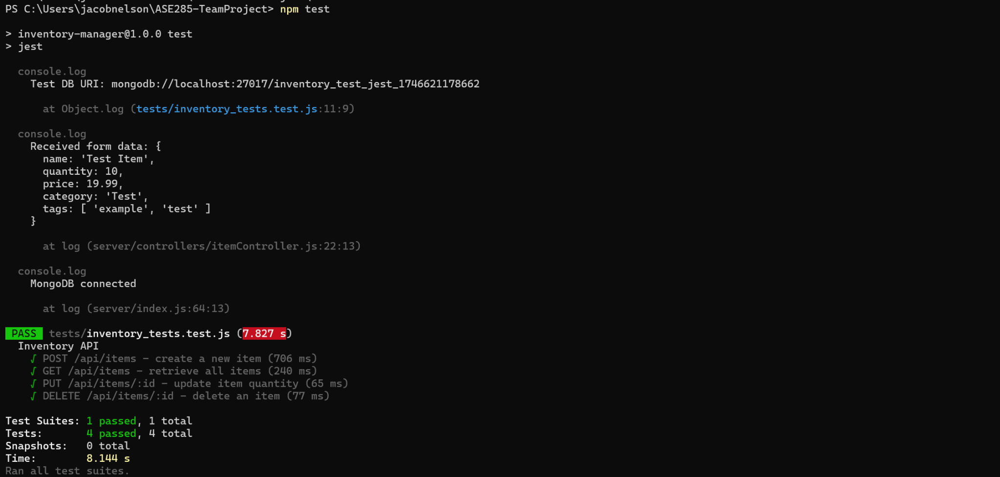 PS C:\Users\jacobnelson\ASE285-TeamProject> npm test
> inventory-manager@1.0.0 test
> jest
console.log
Test DB URI: mongodb://localhost:27017/inventory_test_jest_1746621178662
at Object.log (tests/inventory_tests.test.js:11:9)
console.log
Received form data: {
name: 'Test Item',
quantity: 10,
price: 19.99,
category: 'Test',
tags: [ 'example', 'test' ]
}
at log (server/controllers/itemController.js:22:13)
console.log
MongoDB connected
at log (server/index.js:64:13)
PASS tests/inventory_tests.test.js (7.827 s)
Inventory API
√ POST /api/items – create a new item (706 ms)
√ GET /api/items – retrieve all items (240 ms)
√ PUT /api/items/:id – update item quantity (65 ms)
√ DELETE /api/items/:id – delete an item (77 ms)
Test Suites: 1 passed, 1 total
Tests: 4 passed, 4 total
Snapshots: 0 total
Time: 8.144 s
Ran all test suites.